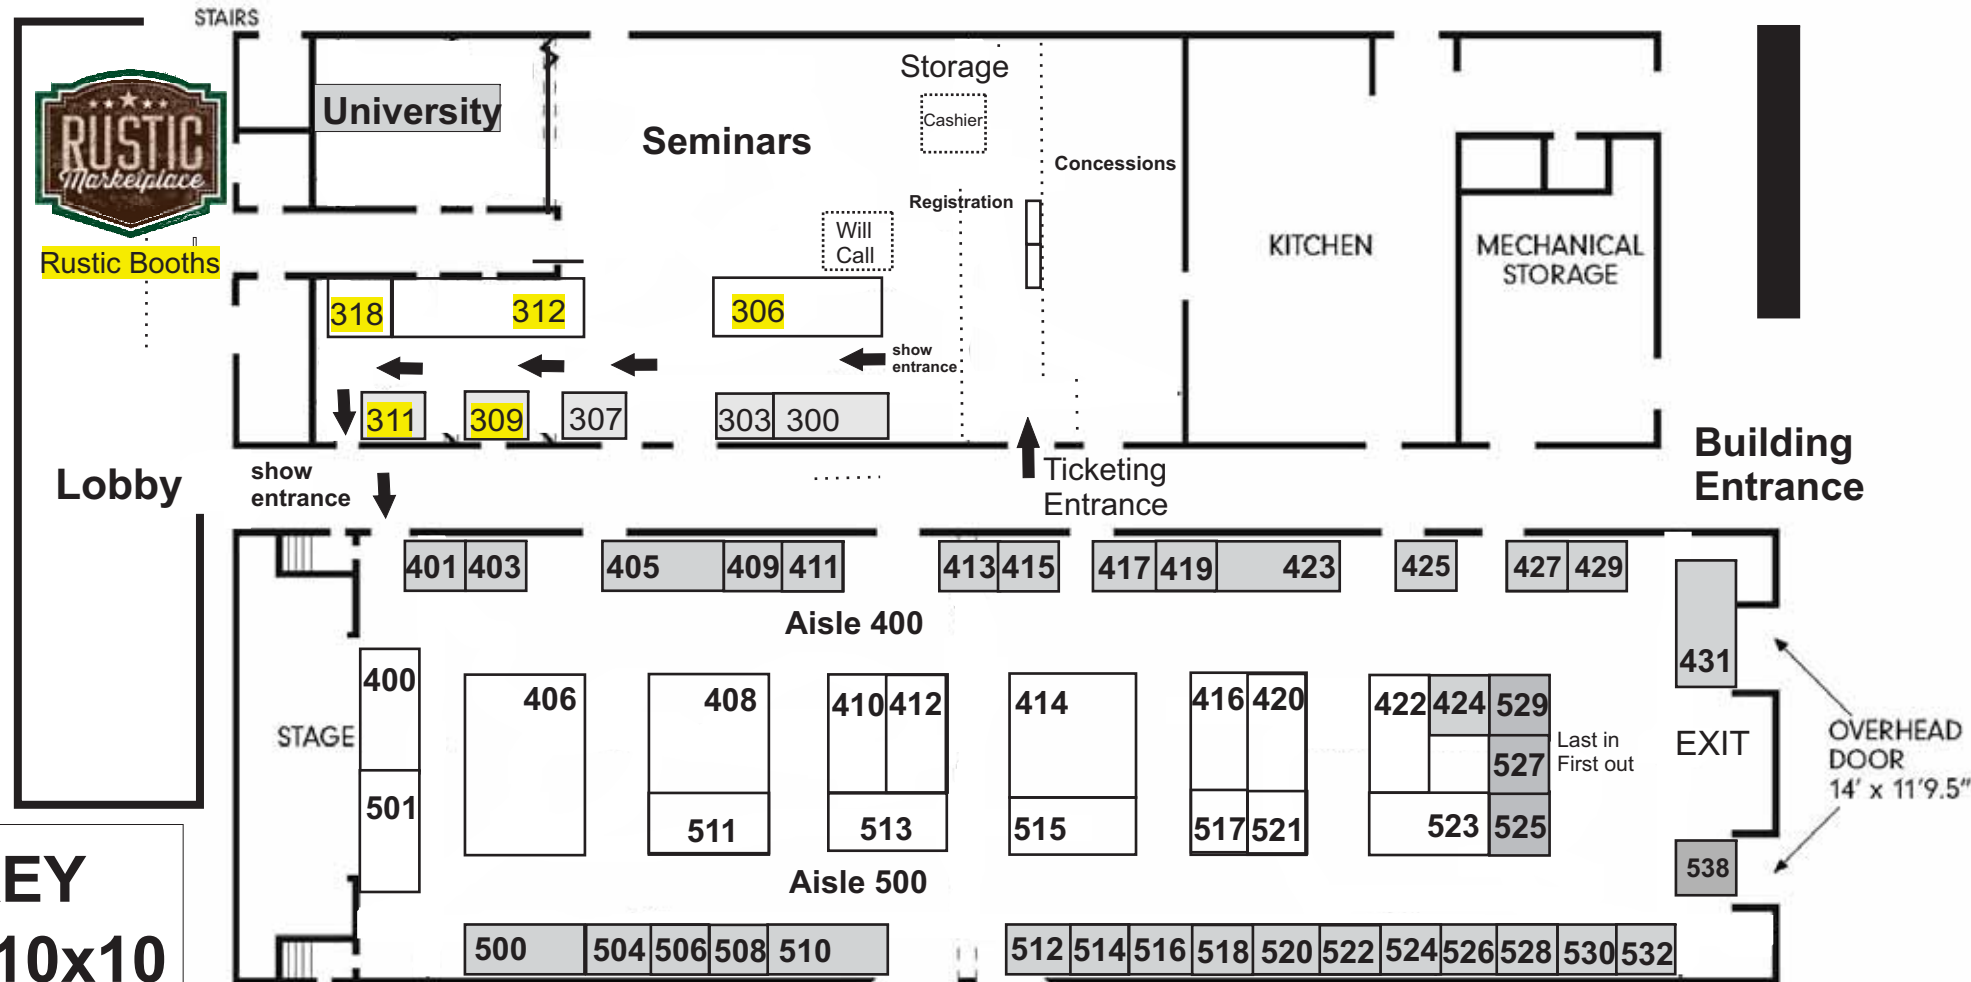 STAIRS
RUSTIC
Marketplace
Rustic Booths
University
Seminars
Storage
Cashier
Concessions
Registration
Will
Call
KITCHEN
MECHANICAL
STORAGE
318
312
306
show
entrance
311
309
307
303
300
Lobby
show
entrance
Ticketing
Entrance
Building
Entrance
401
403
405
409
411
413
415
417
419
423
425
427
429
431
Aisle 400
400
406
408
410
412
414
416
420
422
424
529
STAGE
501
511
513
515
517
521
523
525
527
Last in
First out
EXIT
OVERHEAD
DOOR
14' x 11'9.5"
538
Aisle 500
500
504
506
508
510
512
514
516
518
520
522
524
526
528
530
532
EY
10x10